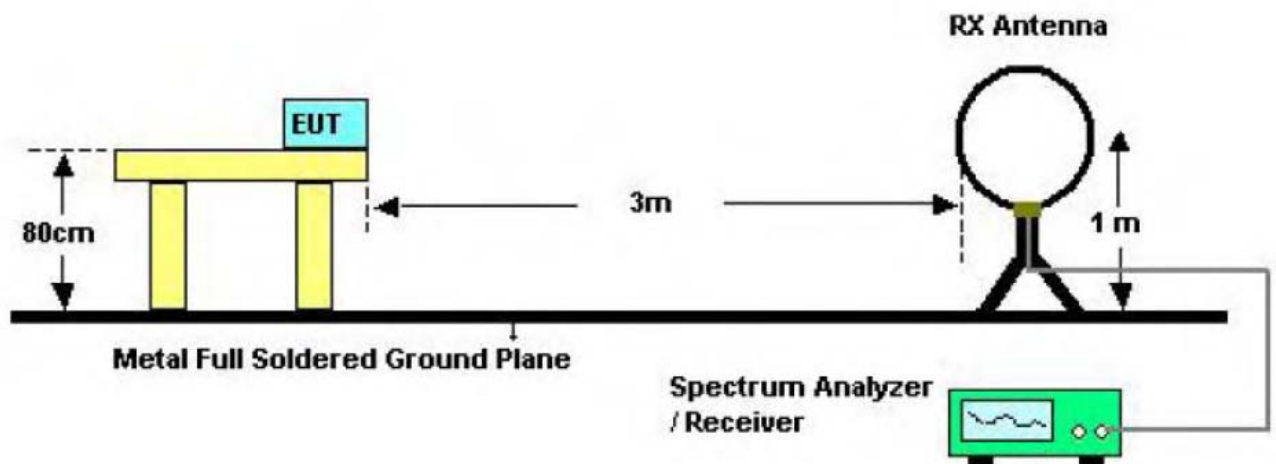 RX Antenna
EUT
3m
80cm
1 m
Metal Full Soldered Ground Plane
Spectrum Analyzer
/ Receiver